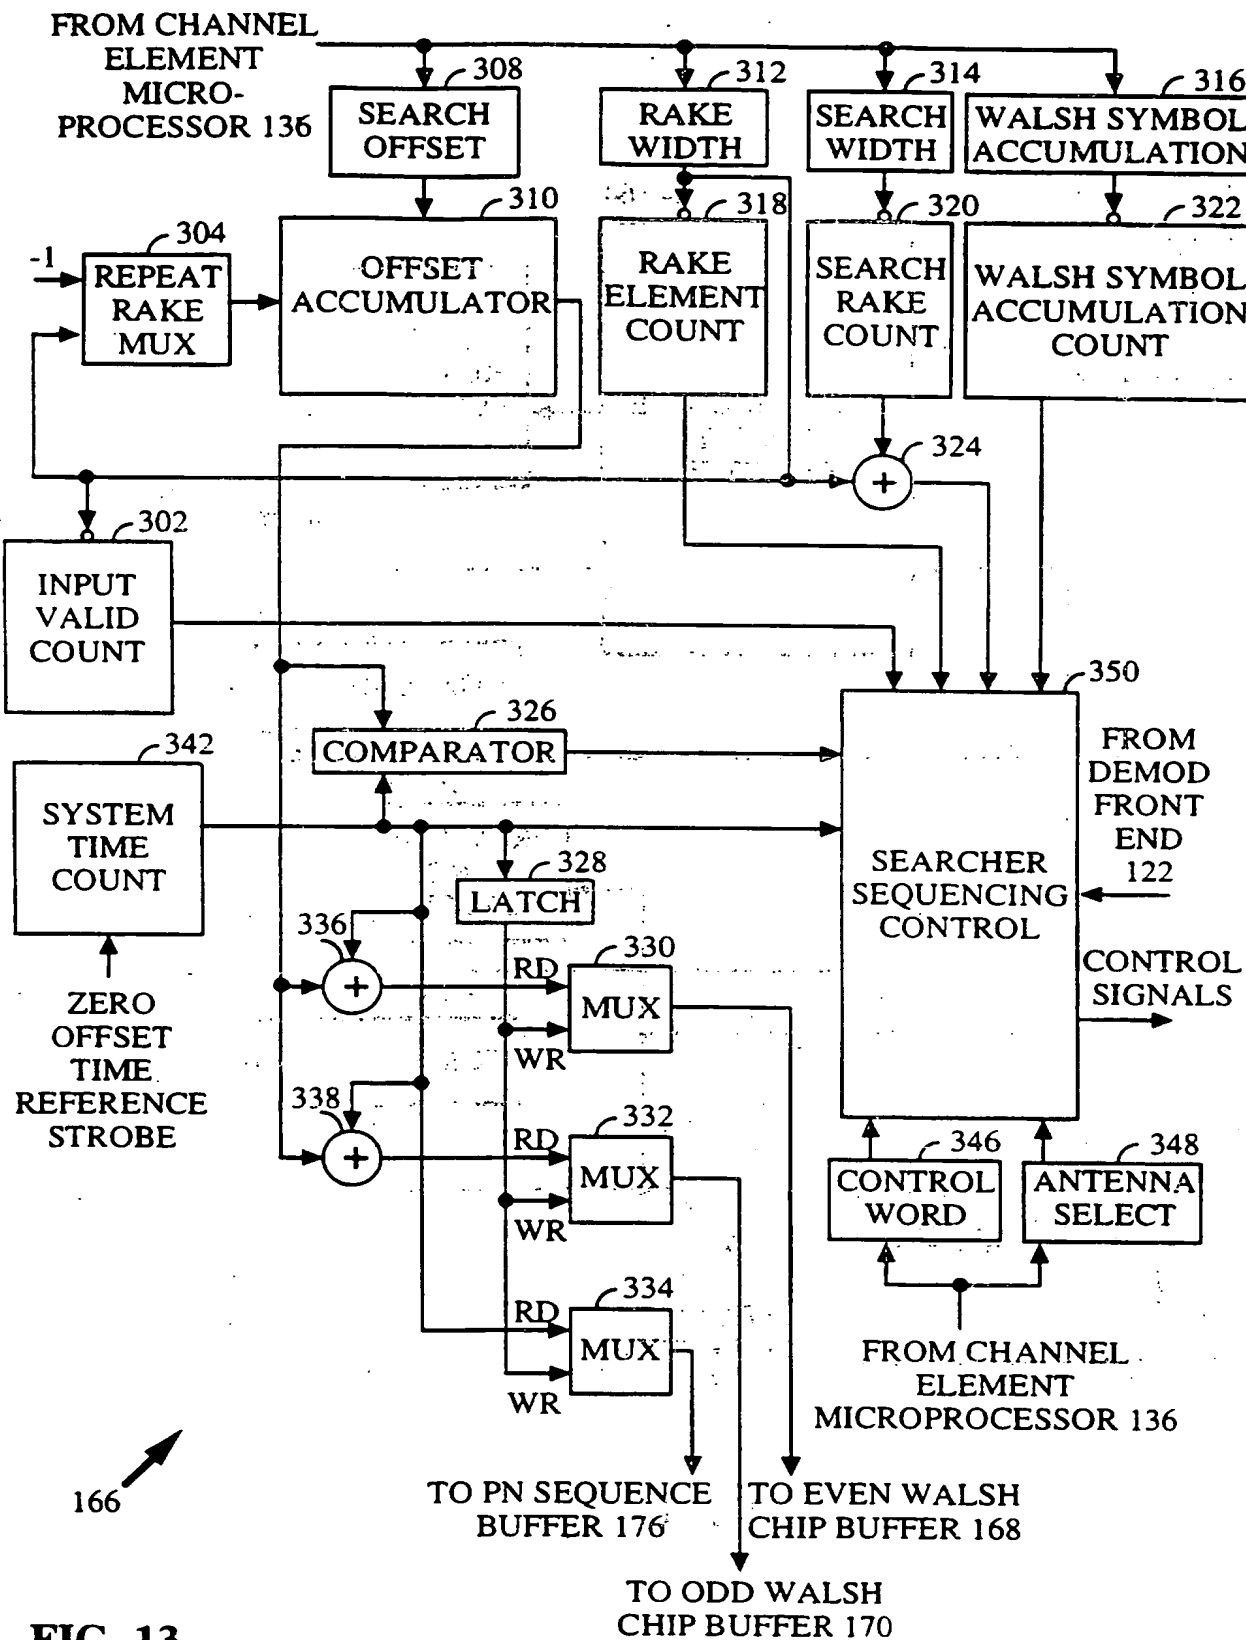 FROM CHANNEL
ELEMENT
MICRO-
PROCESSOR 136
308
SEARCH
OFFSET
312
RAKE
WIDTH
314
SEARCH
WIDTH
316
WALSH SYMBOL
ACCUMULATION
310
OFFSET
ACCUMULATOR
304
-1
REPEAT
RAKE
MUX
318
RAKE
ELEMENT
COUNT
320
SEARCH
RAKE
COUNT
322
WALSH SYMBOL
ACCUMULATION
COUNT
324
+
302
INPUT
VALID
COUNT
350
326
COMPARATOR
342
SYSTEM
TIME
COUNT
FROM
DEMOD
FRONT
END
122
SEARCHER
SEQUENCING
CONTROL
328
LATCH
336
+
RD
330
MUX
WR
CONTROL
SIGNALS
ZERO
OFFSET
TIME
REFERENCE
STROBE
338
+
RD
332
MUX
WR
346
CONTROL
WORD
348
ANTENNA
SELECT
RD
334
MUX
WR
FROM CHANNEL
ELEMENT
MICROPROCESSOR 136
166
TO PN SEQUENCE
BUFFER 176
TO EVEN WALSH
CHIP BUFFER 168
TO ODD WALSH
CHIP BUFFER 170
FIG. 13